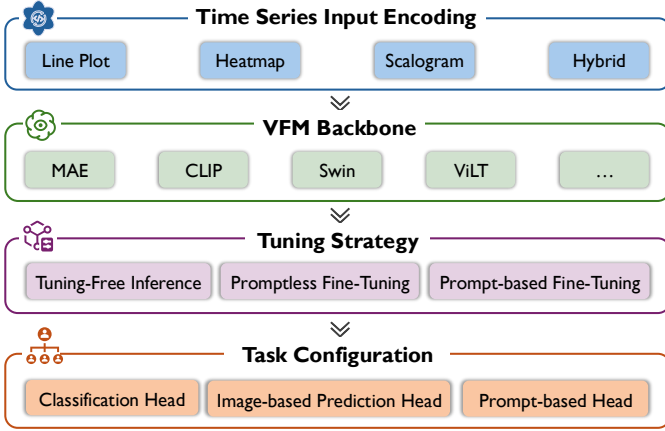 Time Series Input Encoding
Line Plot Heatmap Scalogram Hybrid
VFM Backbone
MAE CLIP Swin ViLT ...
Tuning Strategy
Tuning-Free Inference Promptless Fine-Tuning Prompt-based Fine-Tuning
Task Configuration
Classification Head Image-based Prediction Head Prompt-based Head